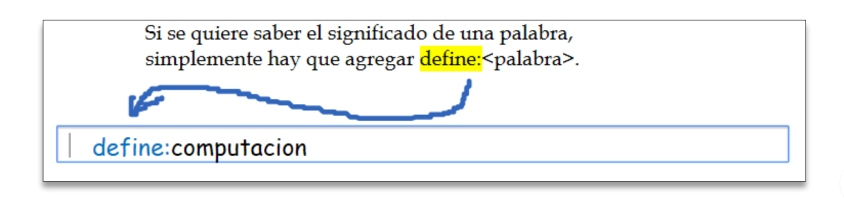 Si se quiere saber el significado de una palabra,
simplemente hay que agregar define:<palabra>.
define:computacion